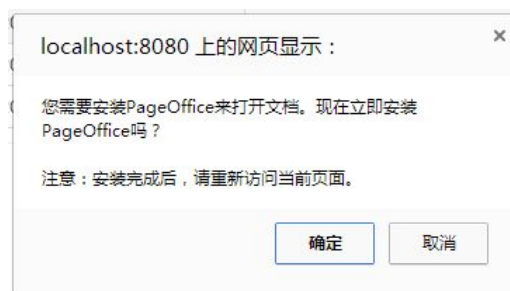 localhost:8080 上的网页显示：
您需要安装PageOffice来打开文档。现在立即安装
PageOffice吗？
注意：安装完成后，请重新访问当前页面。
确定
取消